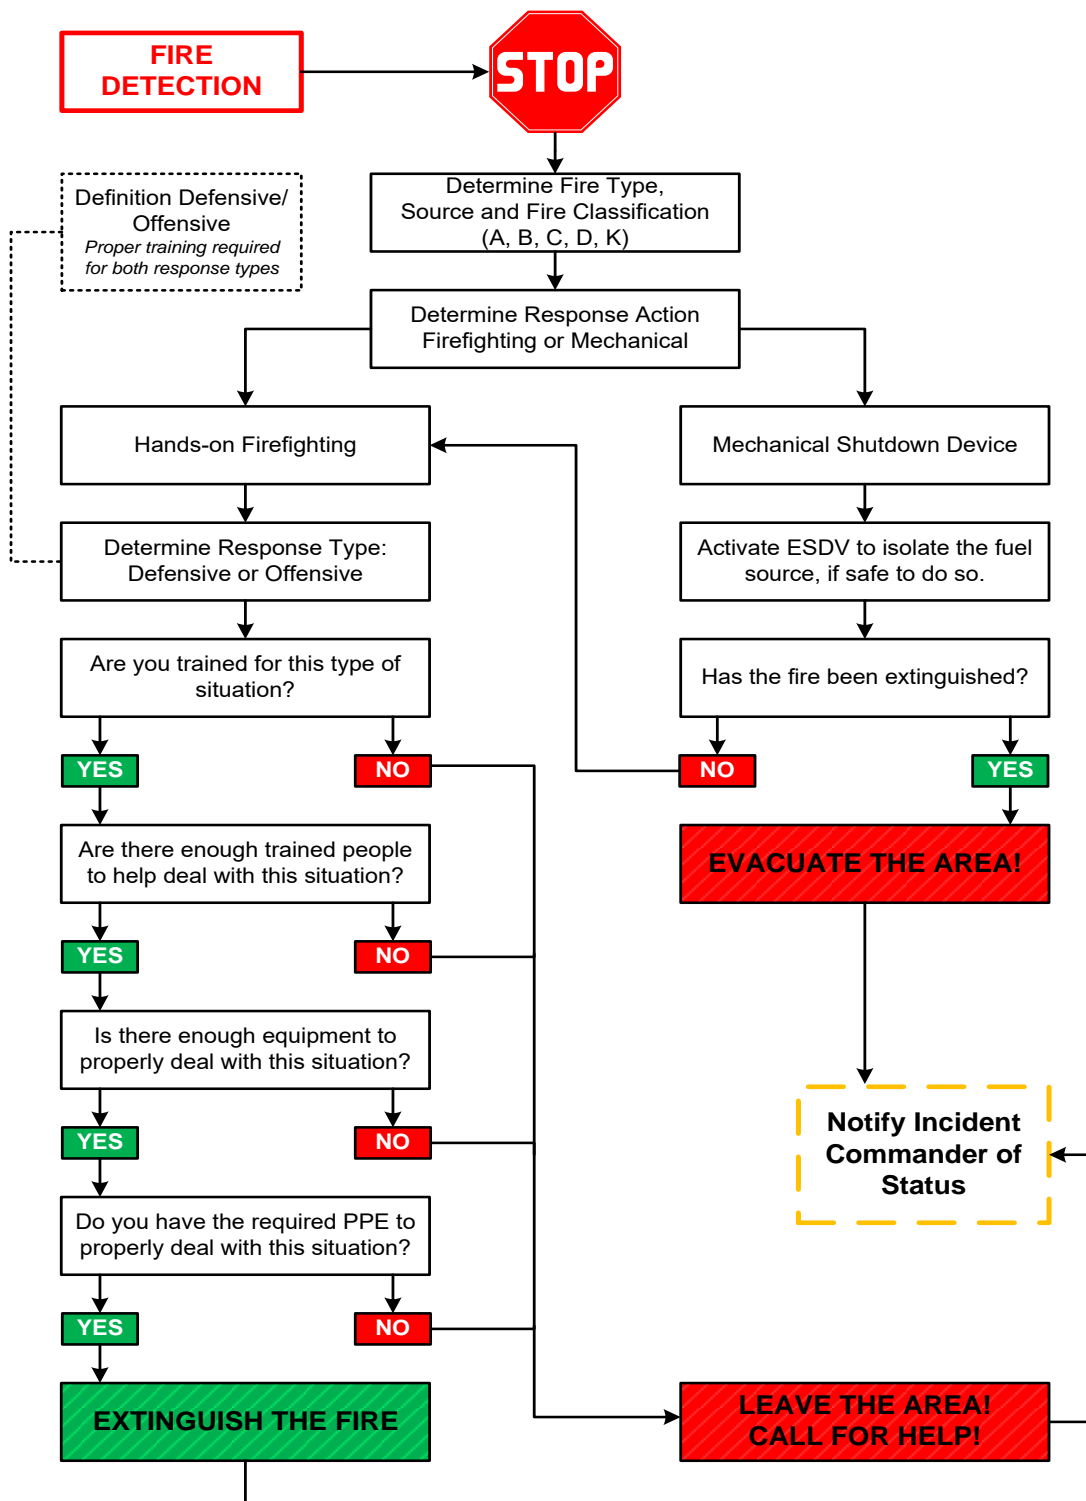 FIRE
DETECTION
STOP
Determine Fire Type,
Source and Fire Classification
(A, B, C, D, K)
Definition Defensive/
Offensive
Proper training required
for both response types
Determine Response Action
Firefighting or Mechanical
Hands-on Firefighting
Mechanical Shutdown Device
Determine Response Type:
Defensive or Offensive
Activate ESDV to isolate the fuel
source, if safe to do so.
Are you trained for this type of
situation?
Has the fire been extinguished?
YES
NO
NO
YES
Are there enough trained people
to help deal with this situation?
EVACUATE THE AREA!
YES
NO
Is there enough equipment to
properly deal with this situation?
YES
NO
Notify Incident
Commander of
Status
Do you have the required PPE to
properly deal with this situation?
YES
NO
EXTINGUISH THE FIRE
LEAVE THE AREA!
CALL FOR HELP!